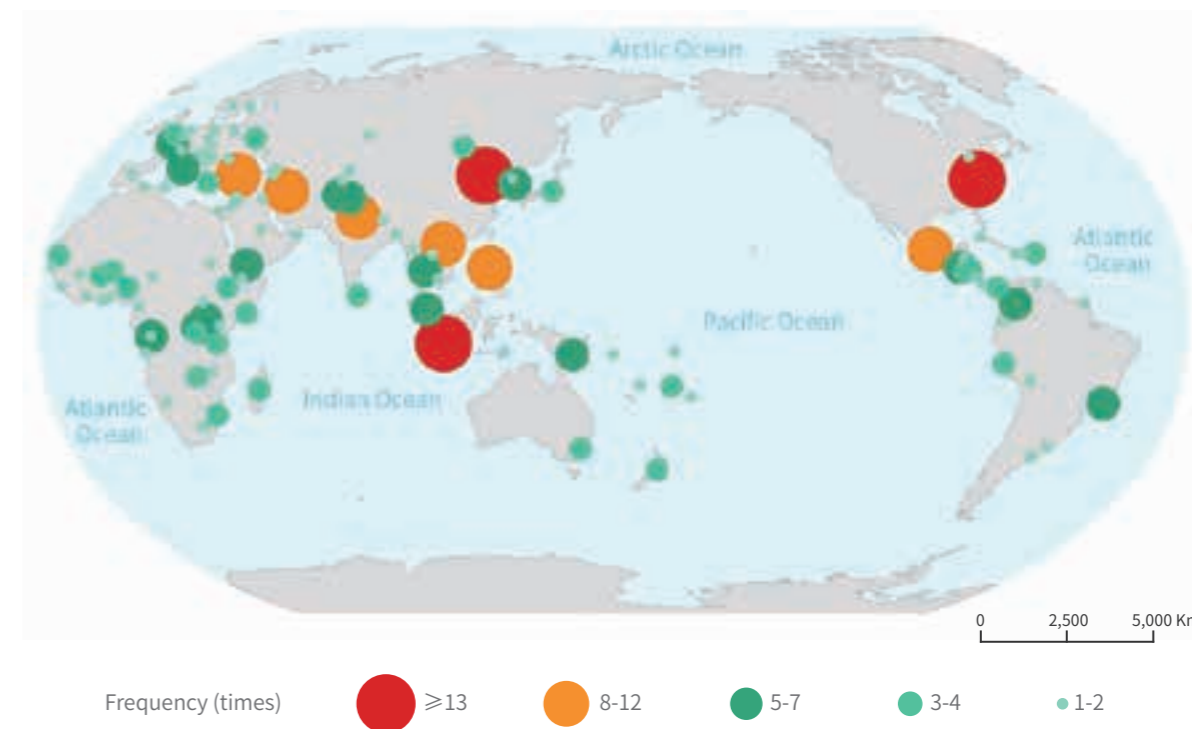 Arctic Ocean
Atlantic
Ocean
Pacific Ocean
Indian Ocean
Atlantic
Ocean
0 2,500 5,000 K
Frequency (times) ⩾13 8-12 5-7 3-4 1-2